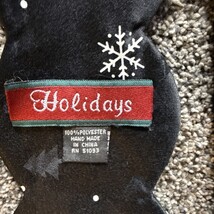 Holidays
100% POLYESTER
HAND MADE
IN CHINA
RN 51053